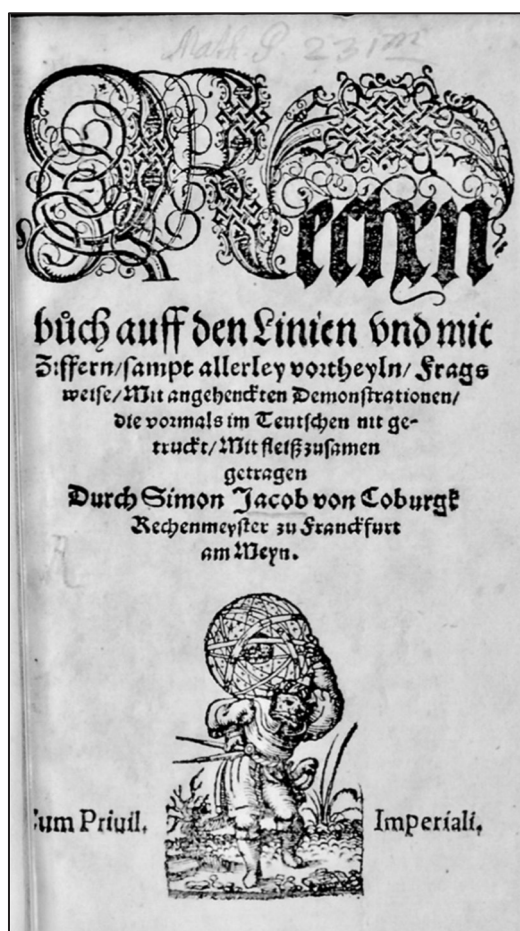 Math. P. 231m
Rechen
bůch auff den Linien vnd mit
Ziffern/sampt allerley vortheyln/ Frags
weise/Mit angehenckten Demonstrationen/
die vormals im Teutschen nit ge-
truckt/Mit fleiß zusamen
getragen
Durch Simon Jacob von Coburgk
Rechenmeyster zu Franckfurt
am Meyn.
Cum Priuil. Imperiali,